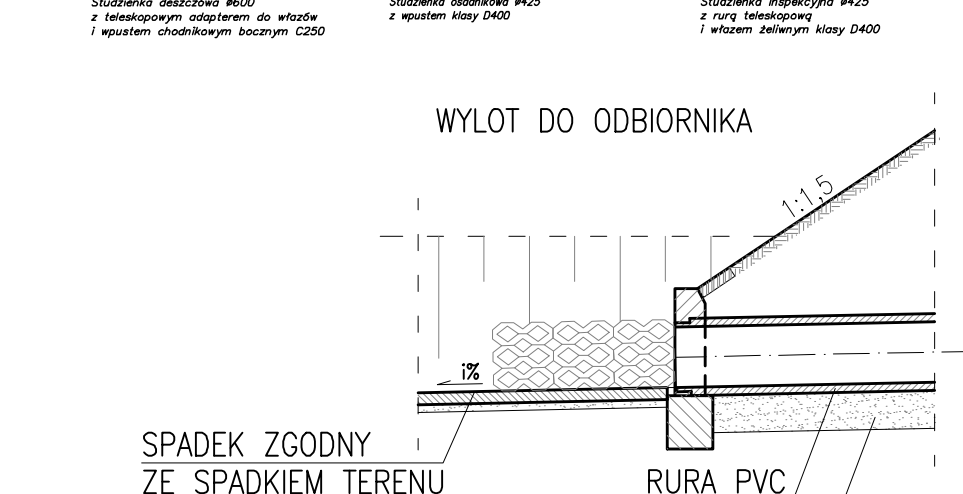 Studzienka deszczowa ø600
z teleskopowym adapterem do włazów
i wpustem chodnikowym bocznym C250
Studzienka osadnikowa ø425
z wpustem klasy D400
Studzienka inspekcyjna ø425
z rurą teleskopową
i włazem żeliwnym klasy D400
WYLOT DO ODBIORNIKA
1:1,5
i%
SPADEK ZGODNY
ZE SPADKIEM TERENU
RURA PVC